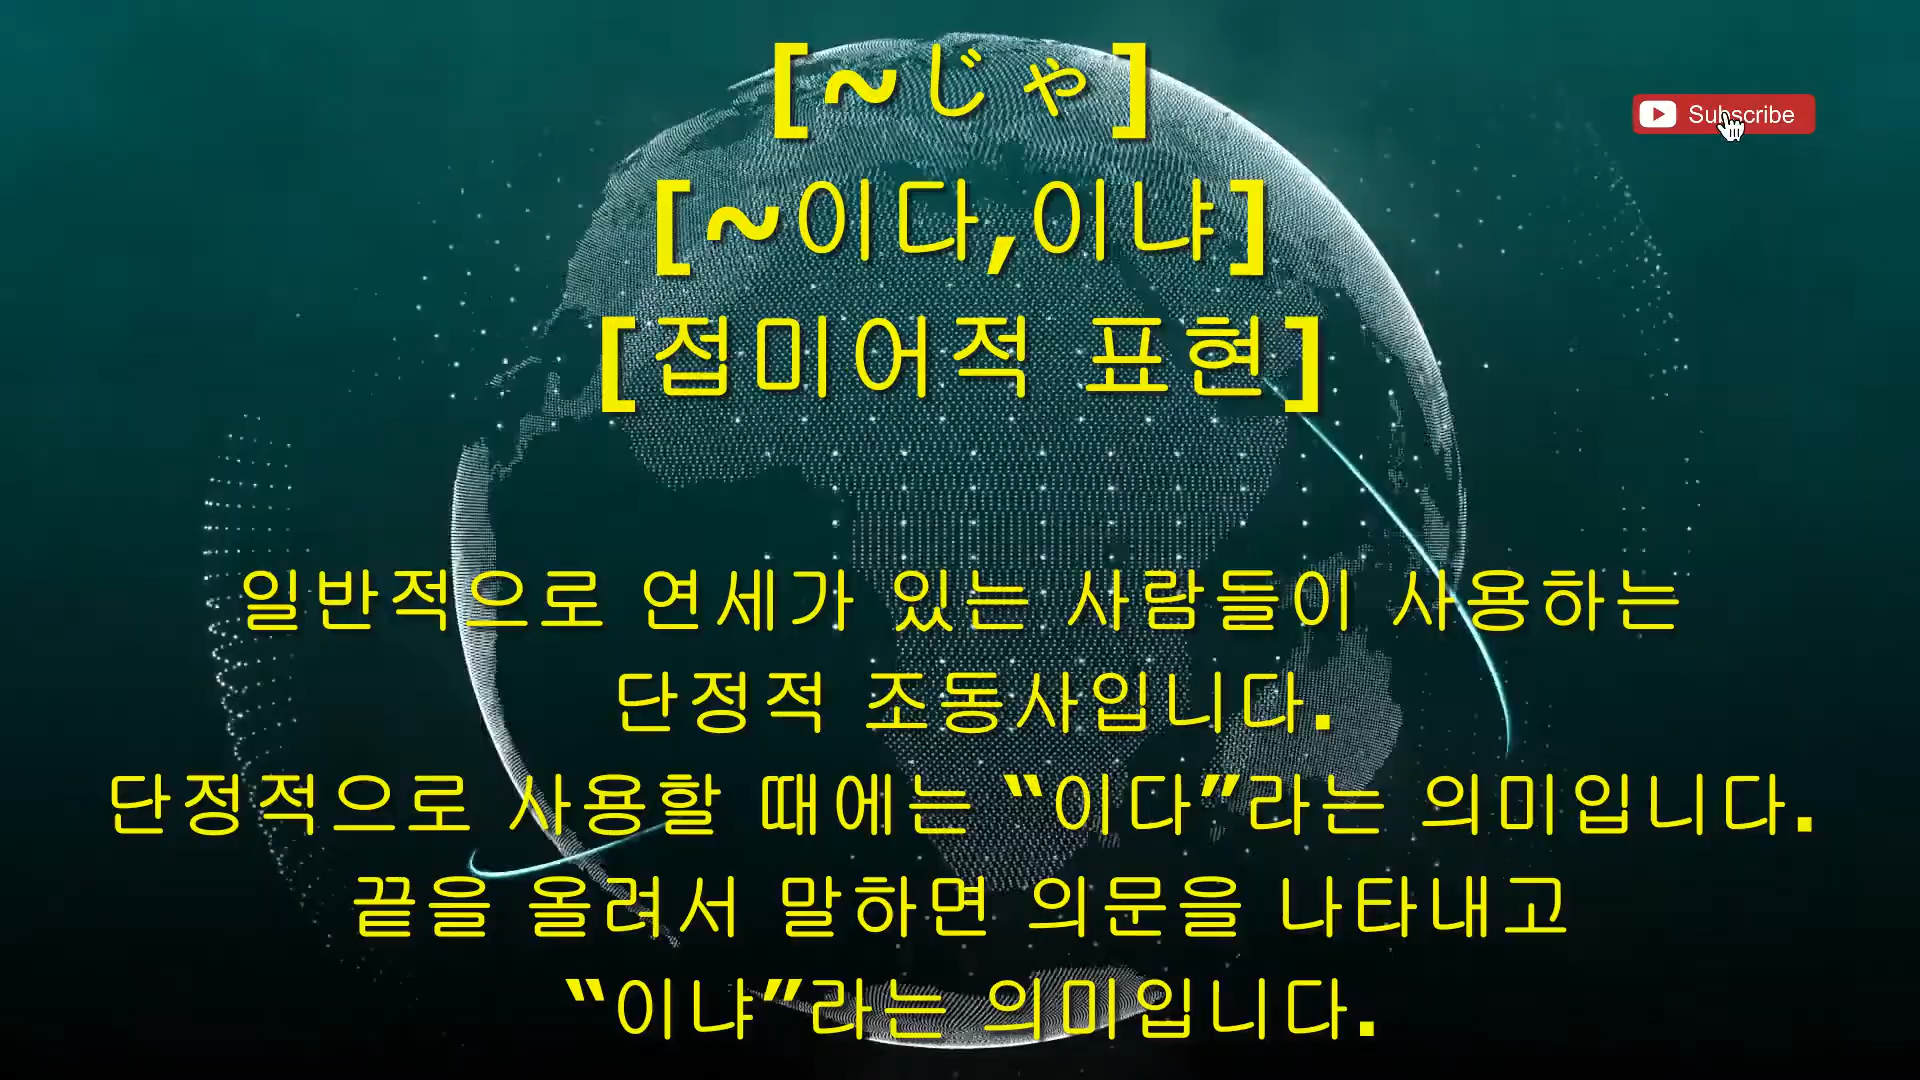 [~じゃ]
Subscribe
[~이다,이냐]
[접미어적 표현]
일반적으로 연세가 있는 사람들이 사용하는
단정적 조동사입니다.
단정적으로 사용할 때에는 “이다”라는 의미입니다.
끝을 올려서 말하면 의문을 나타내고
“이냐”라는 의미입니다.